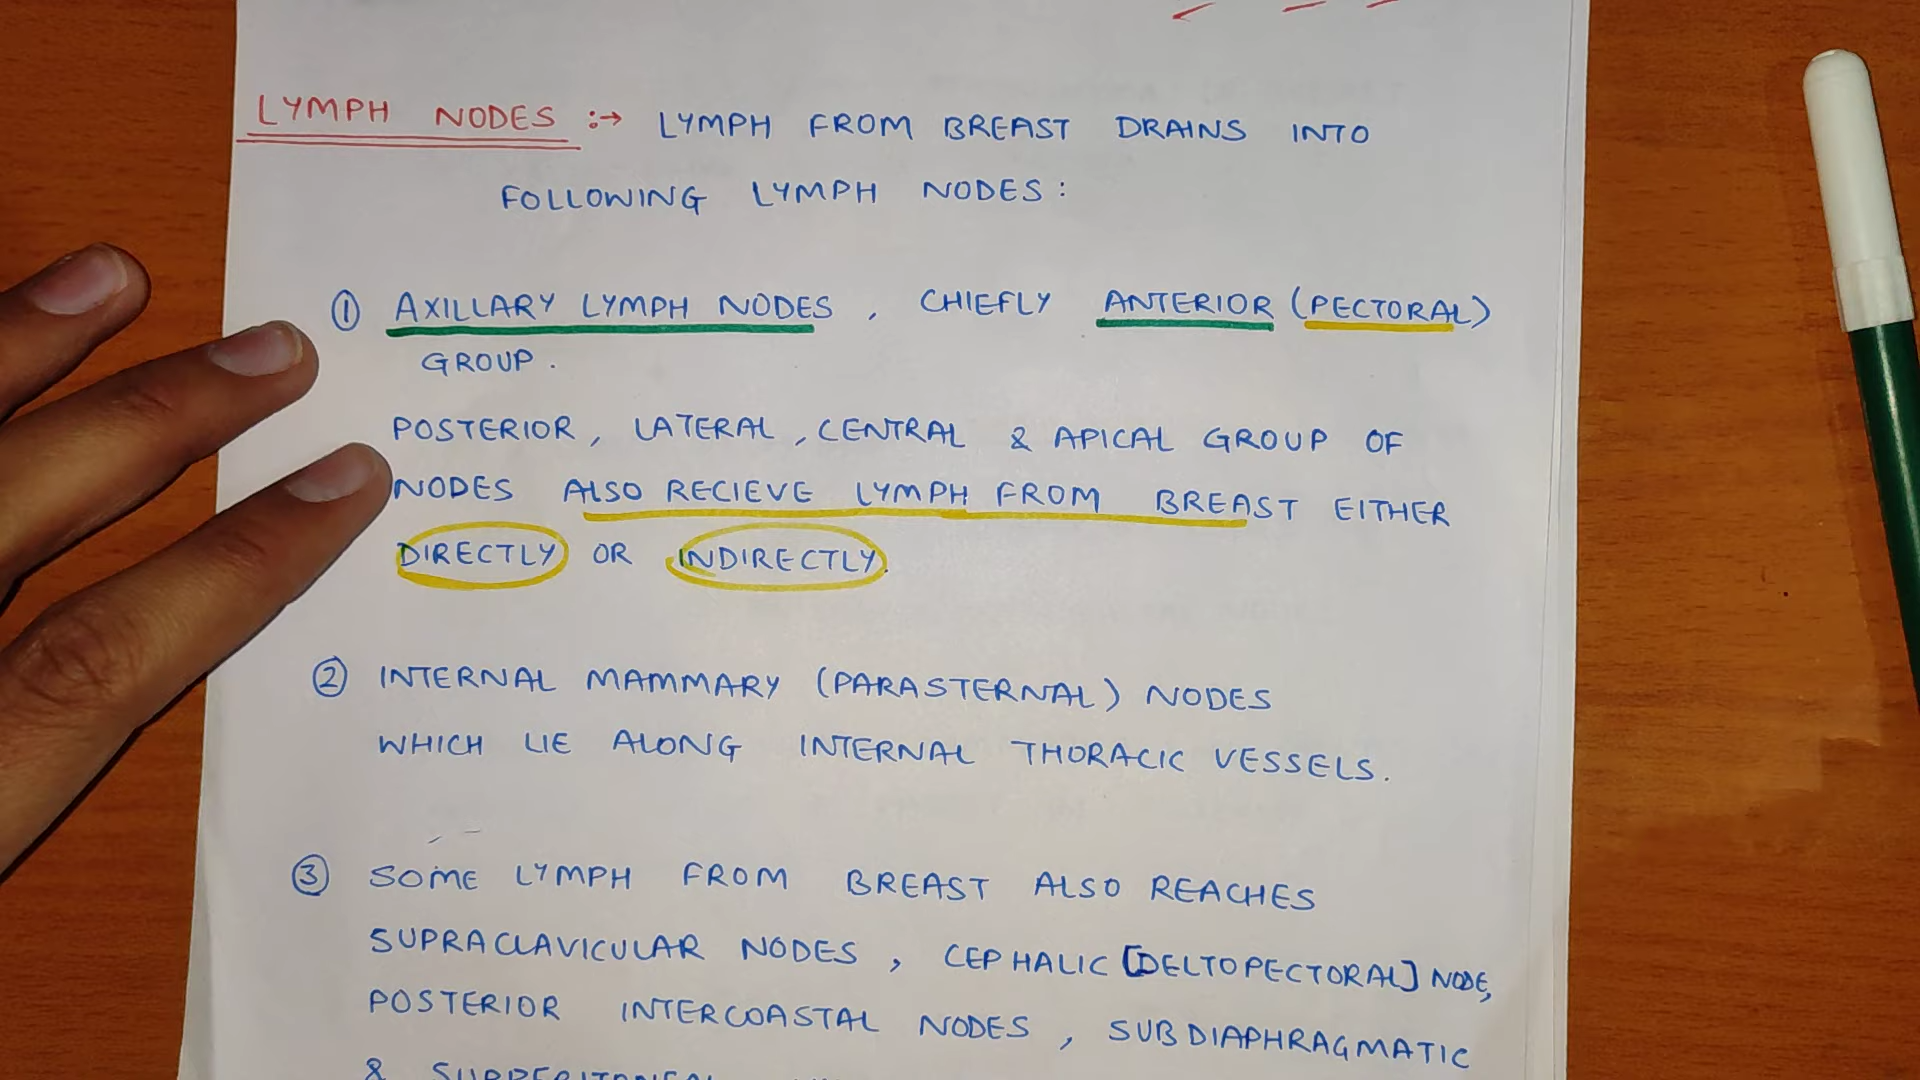 LYMPH NODES :→ LYMPH FROM BREAST DRAINS INTO
FOLLOWING LYMPH NODES :
① AXILLARY LYMPH NODES , CHIEFLY ANTERIOR (PECTORAL)
GROUP .
POSTERIOR , LATERAL , CENTRAL & APICAL GROUP OF
NODES ALSO RECIEVE LYMPH FROM BREAST EITHER
DIRECTLY OR INDIRECTLY.
② INTERNAL MAMMARY (PARASTERNAL) NODES
WHICH LIE ALONG INTERNAL THORACIC VESSELS.
③ SOME LYMPH FROM BREAST ALSO REACHES
SUPRACLAVICULAR NODES , CEPHALIC [DELTOPECTORAL] NODE,
POSTERIOR INTERCOASTAL NODES , SUBDIAPHRAGMATIC
&